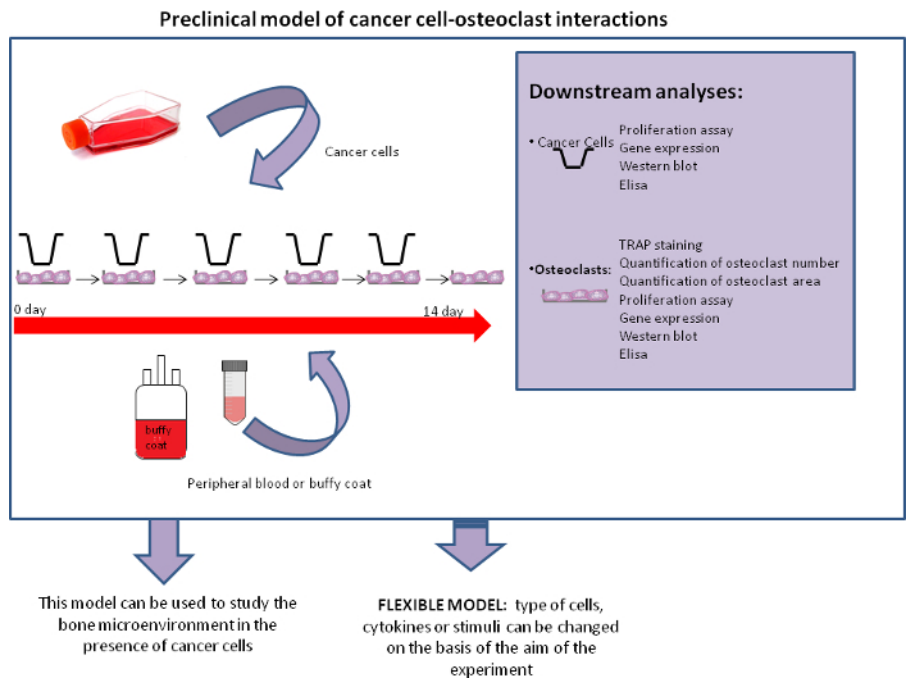 Preclinical model of cancer cell-osteoclast interactions
Cancer cells
0 day
14 day
buffy
coat
Peripheral blood or buffy coat
Downstream analyses:
• Cancer Cells
Proliferation assay
Gene expression
Western blot
Elisa
•Osteoclasts:
TRAP staining
Quantification of osteoclast number
Quantification of osteoclast area
Proliferation assay
Gene expression
Western blot
Elisa
This model can be used to study the
bone microenvironment in the
presence of cancer cells
FLEXIBLE MODEL: type of cells,
cytokines or stimuli can be changed
on the basis of the aim of the
experiment